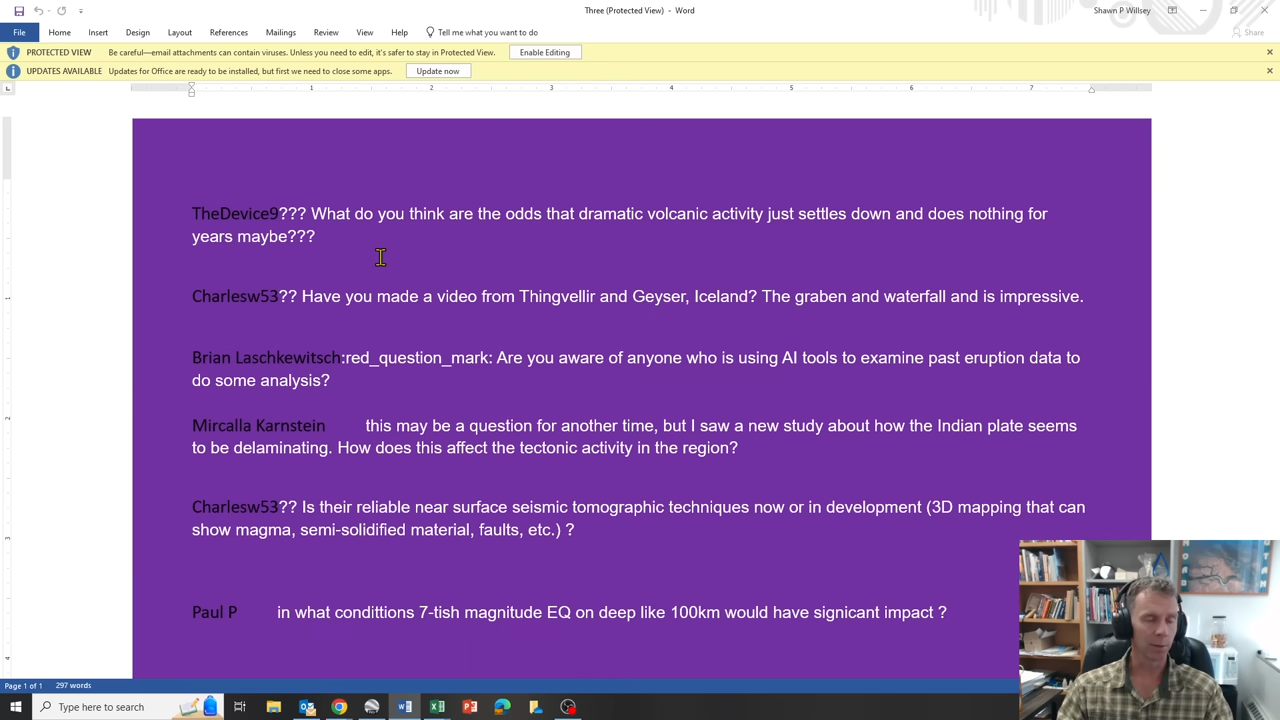 Three (Protected View) - Word
Shawn P Willsey
File Home Insert Design Layout References Mailings Review View Help Tell me what you want to do Share
PROTECTED VIEW Be careful—email attachments can contain viruses. Unless you need to edit, it's safer to stay in Protected View. Enable Editing
UPDATES AVAILABLE Updates for Office are ready to be installed, but first we need to close some apps. Update now
1 2 3 4 5 6 7
TheDevice9??? What do you think are the odds that dramatic volcanic activity just settles down and does nothing for
years maybe???
Charlesw53?? Have you made a video from Thingvellir and Geyser, Iceland? The graben and waterfall and is impressive.
1
Brian Laschkewitsch:red_question_mark: Are you aware of anyone who is using AI tools to examine past eruption data to
do some analysis?
2
Mircalla Karnstein this may be a question for another time, but I saw a new study about how the Indian plate seems
to be delaminating. How does this affect the tectonic activity in the region?
Charlesw53?? Is their reliable near surface seismic tomographic techniques now or in development (3D mapping that can
show magma, semi-solidified material, faults, etc.) ?
3
Paul P in what condittions 7-tish magnitude EQ on deep like 100km would have signicant impact ?
4
Page 1 of 1 297 words
Type here to search